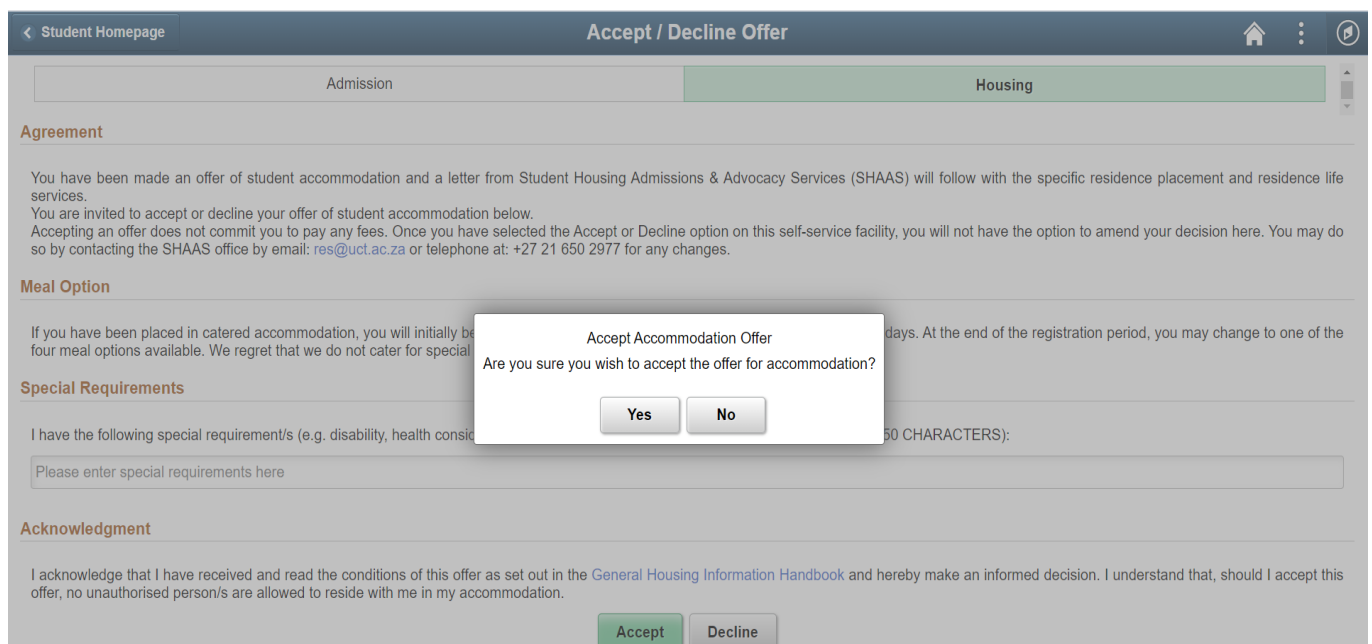 Student Homepage
Accept / Decline Offer
Admission
Housing
Agreement
You have been made an offer of student accommodation and a letter from Student Housing Admissions & Advocacy Services (SHAAS) will follow with the specific residence placement and residence life
services.
You are invited to accept or decline your offer of student accommodation below.
Accepting an offer does not commit you to pay any fees. Once you have selected the Accept or Decline option on this self-service facility, you will not have the option to amend your decision here. You may do
so by contacting the SHAAS office by email: res@uct.ac.za or telephone at: +27 21 650 2977 for any changes.
Meal Option
If you have been placed in catered accommodation, you will initially be days. At the end of the registration period, you may change to one of the
four meal options available. We regret that we do not cater for special
Accept Accommodation Offer
Are you sure you wish to accept the offer for accommodation?
Yes
No
Special Requirements
I have the following special requirement/s (e.g. disability, health 50 CHARACTERS):
Please enter special requirements here
Acknowledgment
I acknowledge that I have received and read the conditions of this offer as set out in the General Housing Information Handbook and hereby make an informed decision. I understand that, should I accept this
offer, no unauthorised person/s are allowed to reside with me in my accommodation.
Accept
Decline